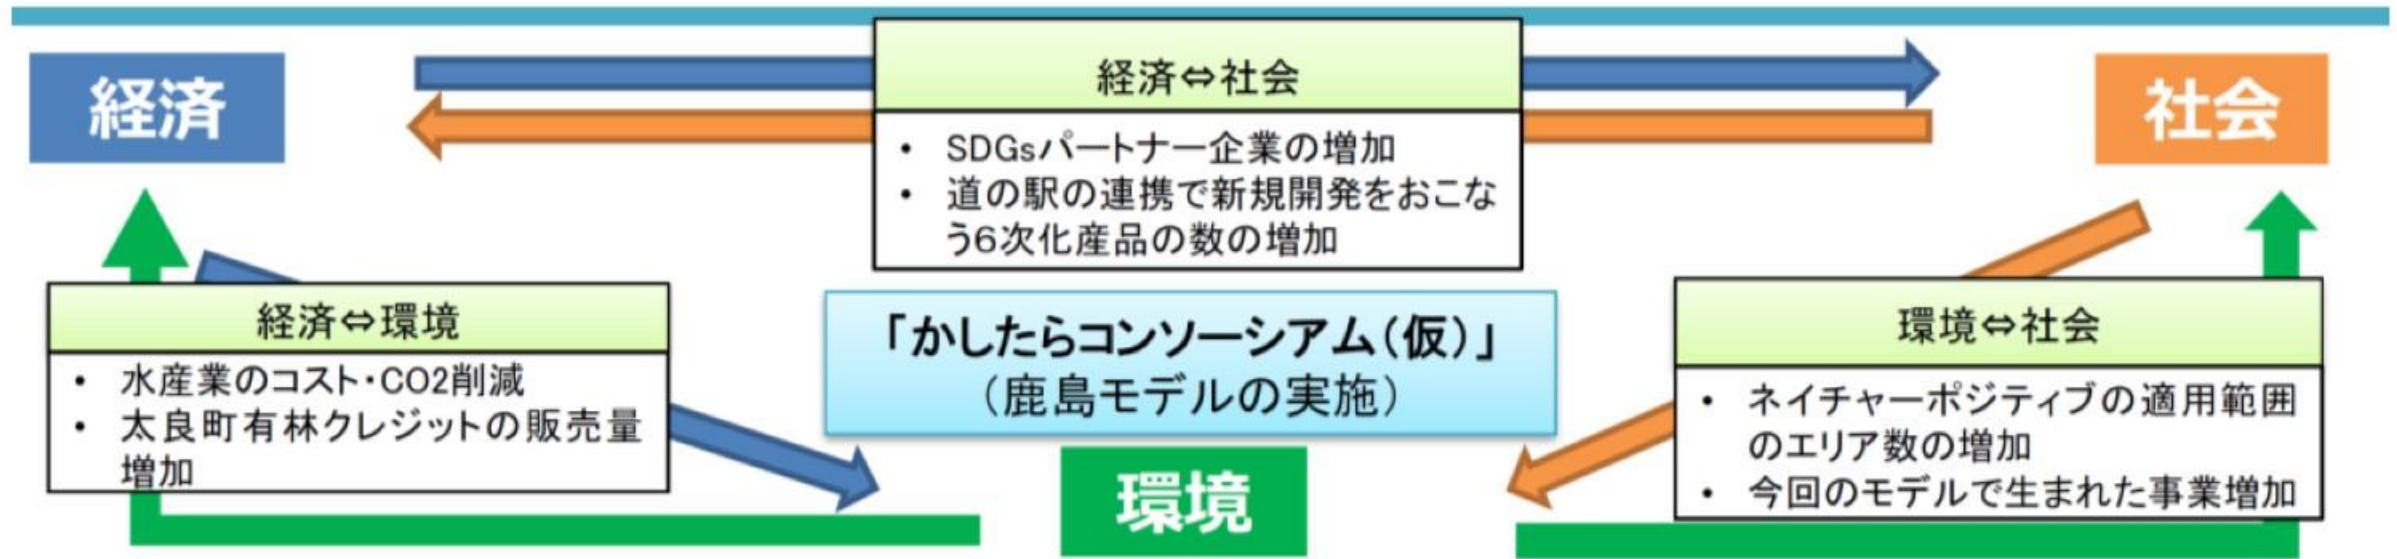 経済
経済⇔社会
社会
• SDGsパートナー企業の増加
• 道の駅の連携で新規開発をおこな
う6次化産品の数の増加
経済⇔環境
• 水産業のコスト・CO2削減
• 太良町有林クレジットの販売量
増加
「かしたらコンソーシアム（仮）」
（鹿島モデルの実施）
環境⇔社会
• ネイチャーポジティブの適用範囲
のエリア数の増加
• 今回のモデルで生まれた事業増加
環境